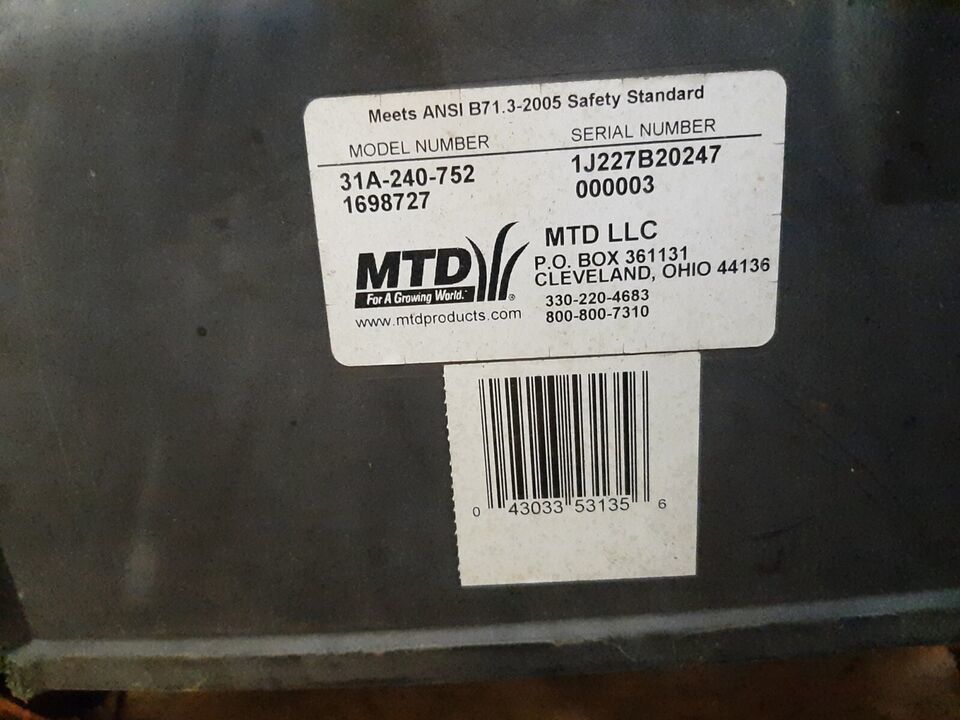 Meets ANSI B71.3-2005 Safety Standard
MODEL NUMBER SERIAL NUMBER
31A-240-752 1J227B20247
1698727 000003
MTD
For A Growing World.
www.mtdproducts.com
MTD LLC
P.O. BOX 361131
CLEVELAND, OHIO 44136
330-220-4683
800-800-7310
0 43033 53135 6